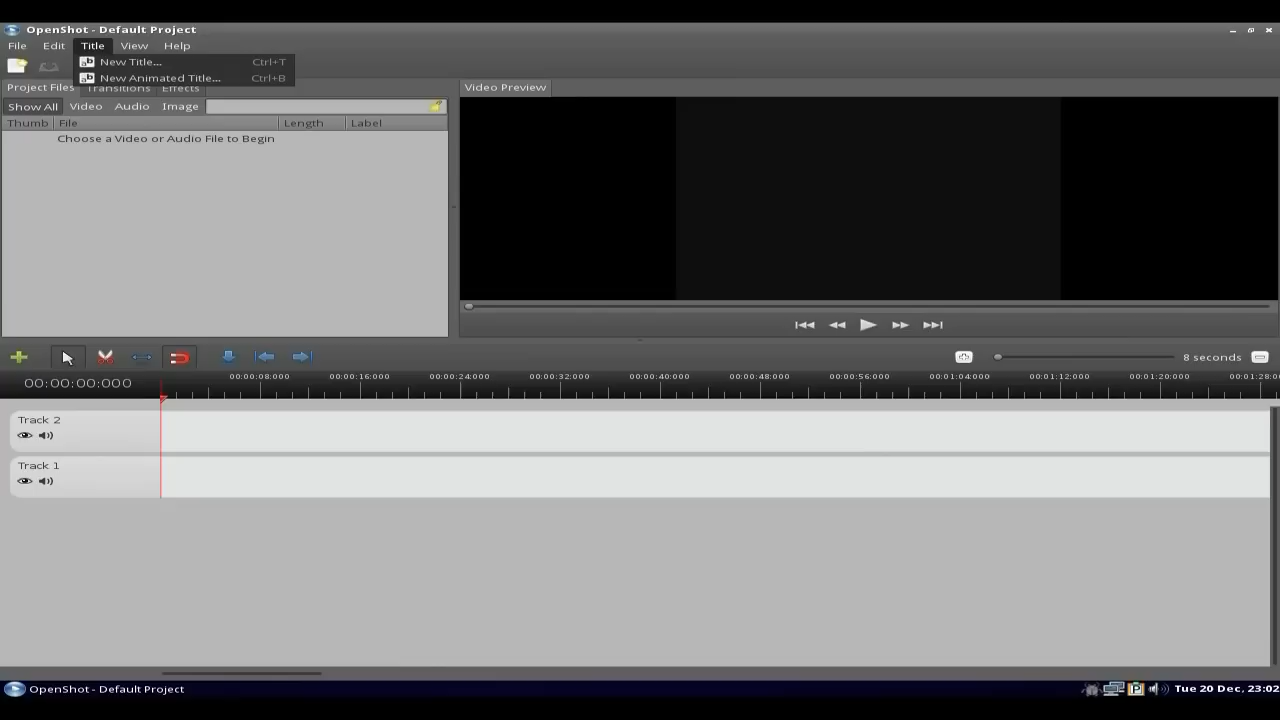 OpenShot - Default Project
File Edit Title View Help
New Title... Ctrl+T
New Animated Title... Ctrl+B
Project Files Transitions Effects
Video Preview
Show All Video Audio Image
Thumb File Length Label
Choose a Video or Audio File to Begin
8 seconds
00:00:00:000
00:00:08:000 00:00:16:000 00:00:24:000 00:00:32:000 00:00:40:000 00:00:48:000 00:00:56:000 00:01:04:000 00:01:12:000 00:01:20:000 00:01:28:0
Track 2
Track 1
OpenShot - Default Project
Tue 20 Dec, 23:02